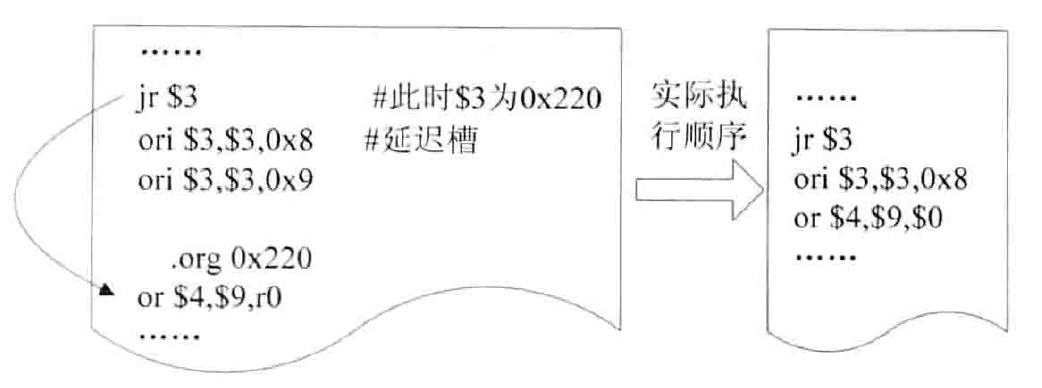 ……
jr $3 #此时$3为0x220
ori $3,$3,0x8 #延迟槽
ori $3,$3,0x9
.org 0x220
or $4,$9,r0
……
实际执
行顺序
……
jr $3
ori $3,$3,0x8
or $4,$9,$0
……